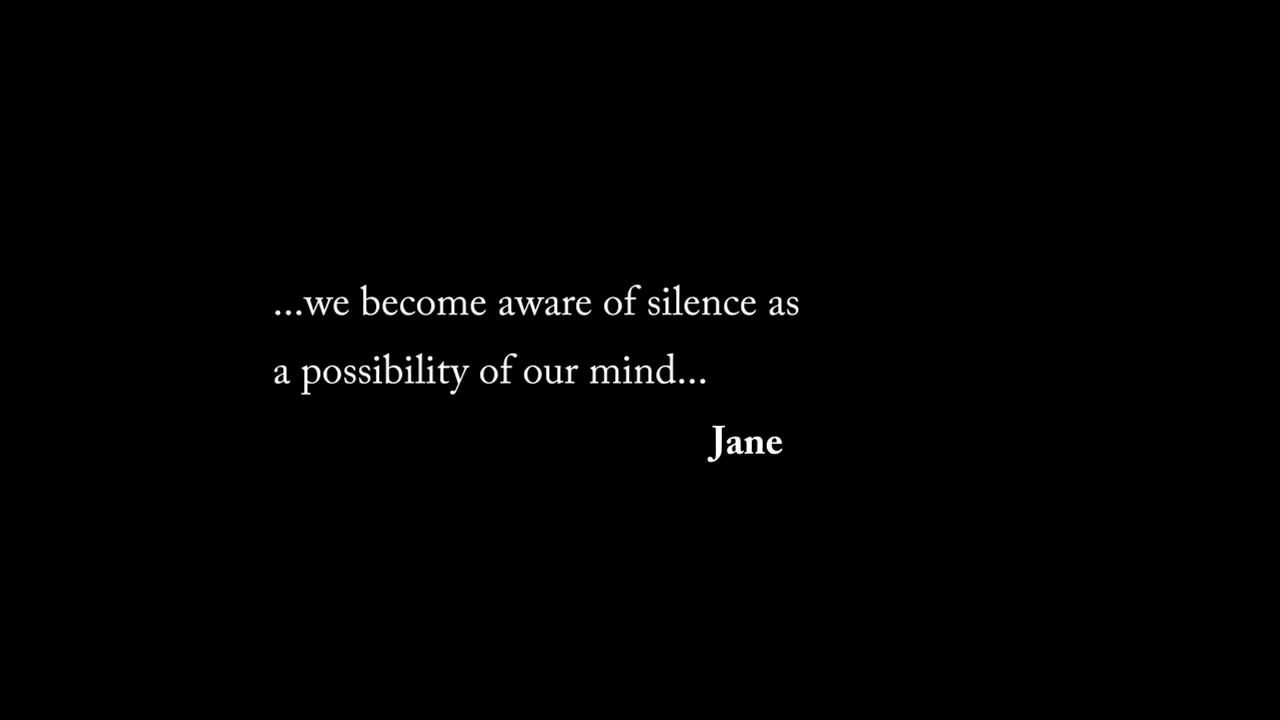 ...we become aware of silence as
a possibility of our mind...
Jane